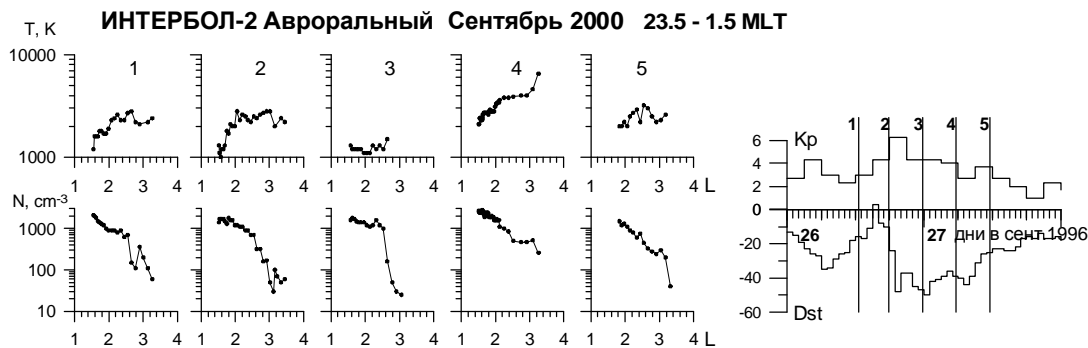 ИНТЕРБОЛ-2 Авроральный Сентябрь 2000 23.5 - 1.5 MLT
T, K
10000
1000
1 2 3 4 5
1 2 3 4 1 2 3 4 1 2 3 4 1 2 3 4 1 2 3 4 L
N, cm-3
1000
100
10
1 2 3 4 1 2 3 4 1 2 3 4 1 2 3 4 1 2 3 4 L
1 2 3 4 5
6 Kp
4
2
0
26 27 дни в сент.1996
-20
-40
-60 Dst